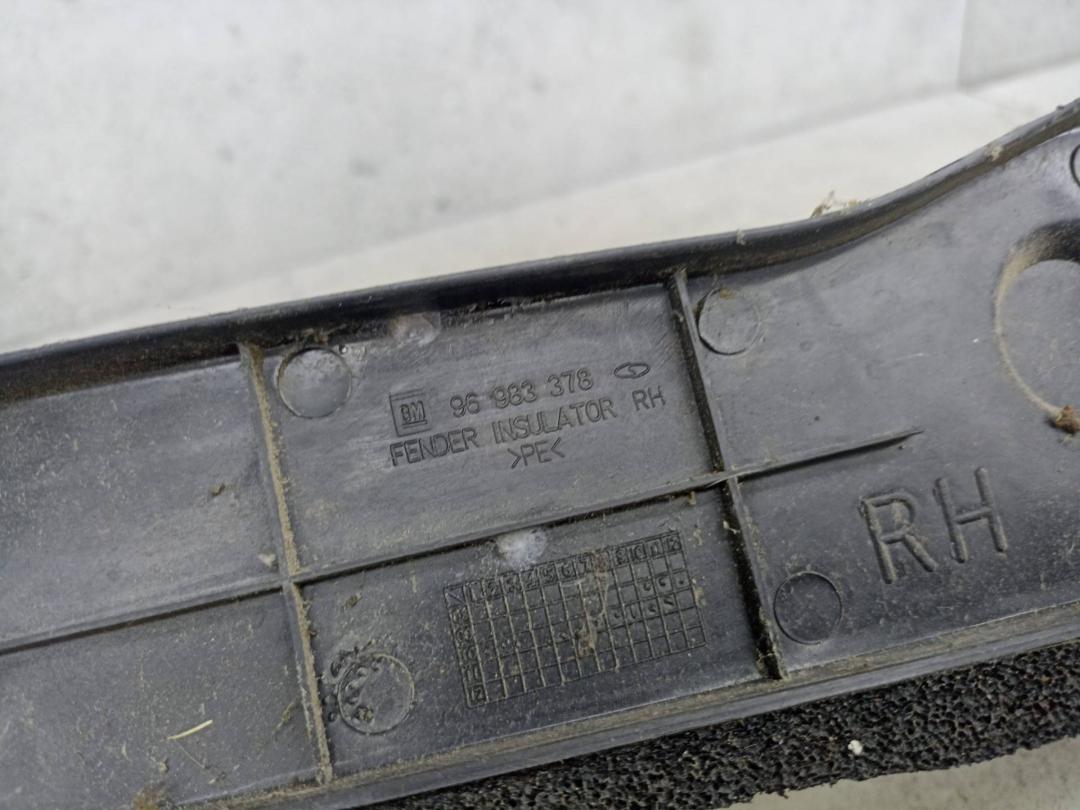 GM 96 983 378
FENDER INSULATOR RH
>PE<
RH